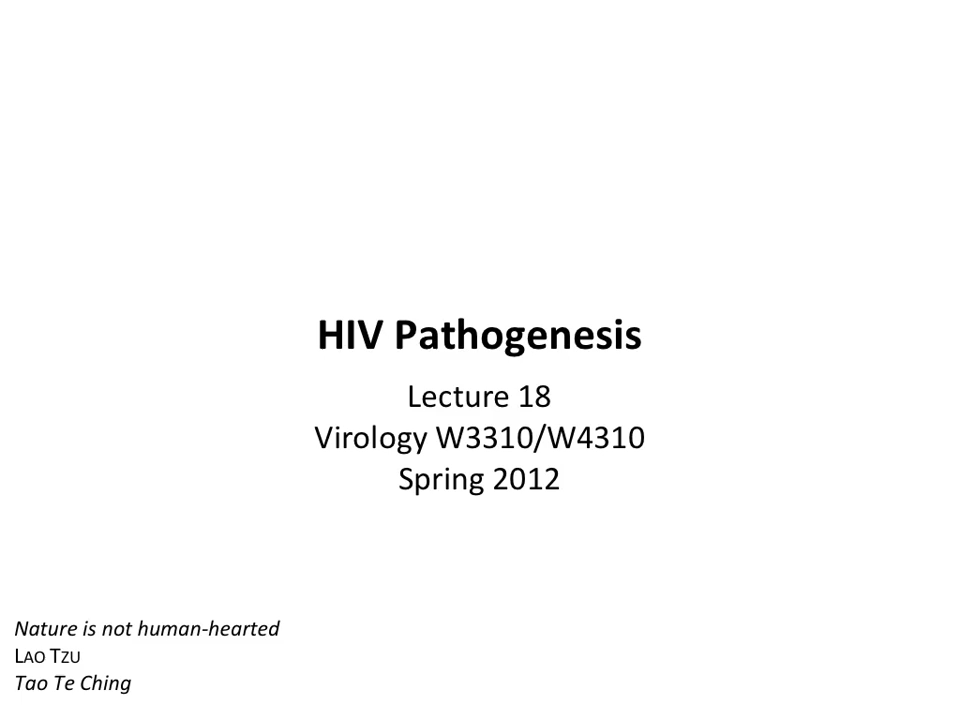 HIV Pathogenesis
Lecture 18
Virology W3310/W4310
Spring 2012
Nature is not human-hearted
LAO TZU
Tao Te Ching